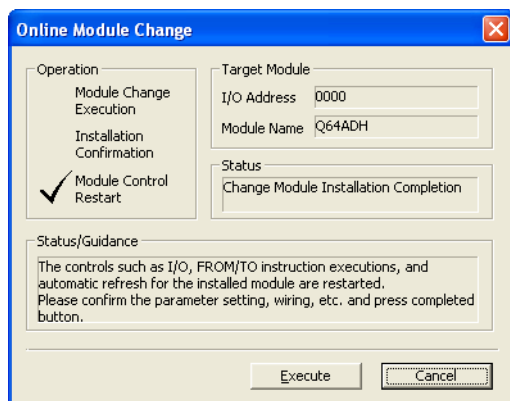 Online Module Change
Operation
Module Change
Execution
Installation
Confirmation
Module Control
Restart
Target Module
I/O Address 0000
Module Name Q64ADH
Status
Change Module Installation Completion
Status/Guidance
The controls such as I/O, FROM/TO instruction executions, and
automatic refresh for the installed module are restarted.
Please confirm the parameter setting, wiring, etc. and press completed
button.
Execute Cancel